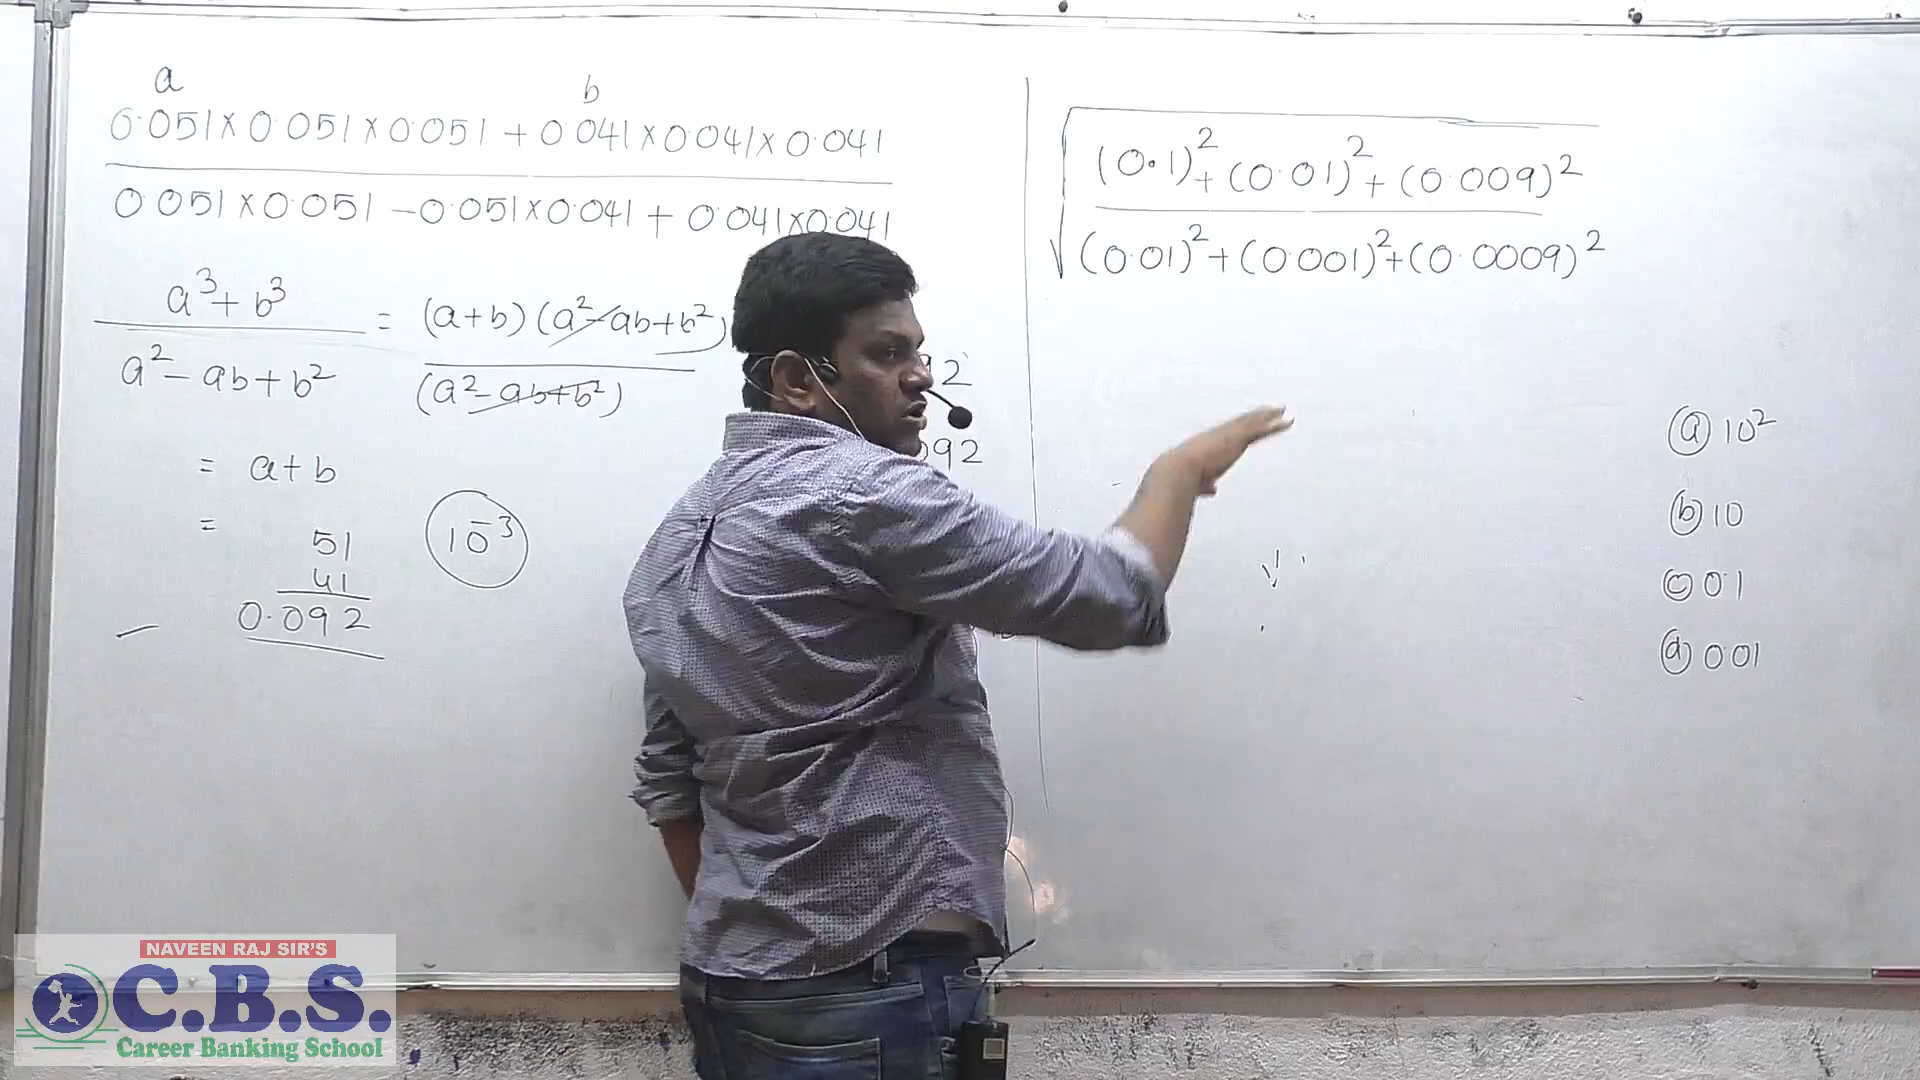 a
b
0.051 x 0.051 x 0.051 + 0.041 x 0.041 x 0.041
0.051 x 0.051 - 0.051 x 0.041 + 0.041 x 0.041
a³ + b³ = (a+b)(a² - ab + b²)
a² - ab + b² (a² - ab + b²)
= a + b
=
51
41
0.092
10⁻³
92
092
√ (0.1)² + (0.01)² + (0.009)²
(0.01)² + (0.001)² + (0.0009)²
ⓐ 10²
ⓑ 10
ⓒ 0.1
ⓓ 0.01
NAVEEN RAJ SIR'S
C.B.S.
Career Banking School